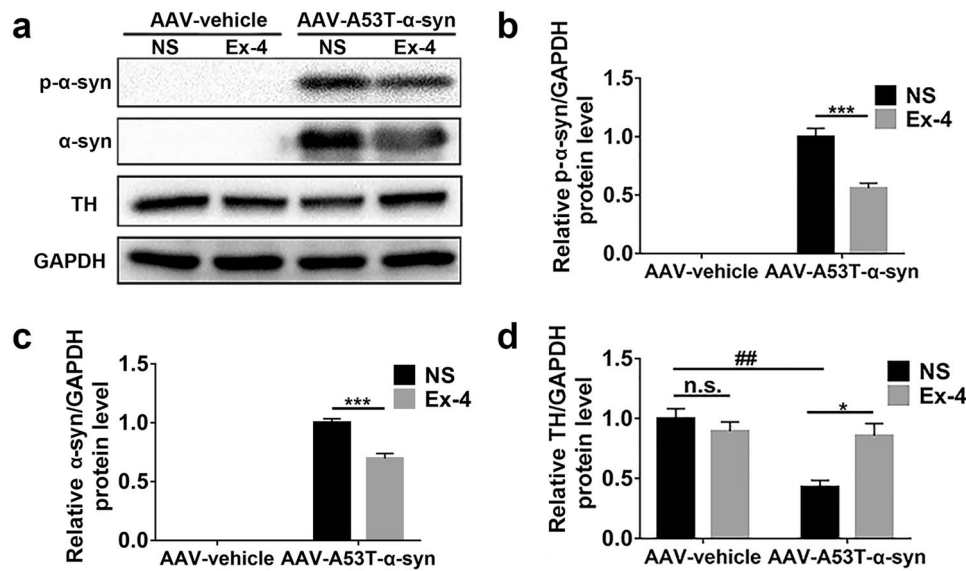 a
AAV-vehicle AAV-A53T-α-syn
NS Ex-4 NS Ex-4
p-α-syn
α-syn
TH
GAPDH
b
Relative p-α-syn/GAPDH
protein level
1.5
1.0
0.5
0.0
***
NS
Ex-4
AAV-vehicle AAV-A53T-α-syn
c
Relative α-syn/GAPDH
protein level
1.5
1.0
0.5
0.0
***
NS
Ex-4
AAV-vehicle AAV-A53T-α-syn
d
Relative TH/GAPDH
protein level
1.5
1.0
0.5
0.0
##
n.s.
*
NS
Ex-4
AAV-vehicle AAV-A53T-α-syn